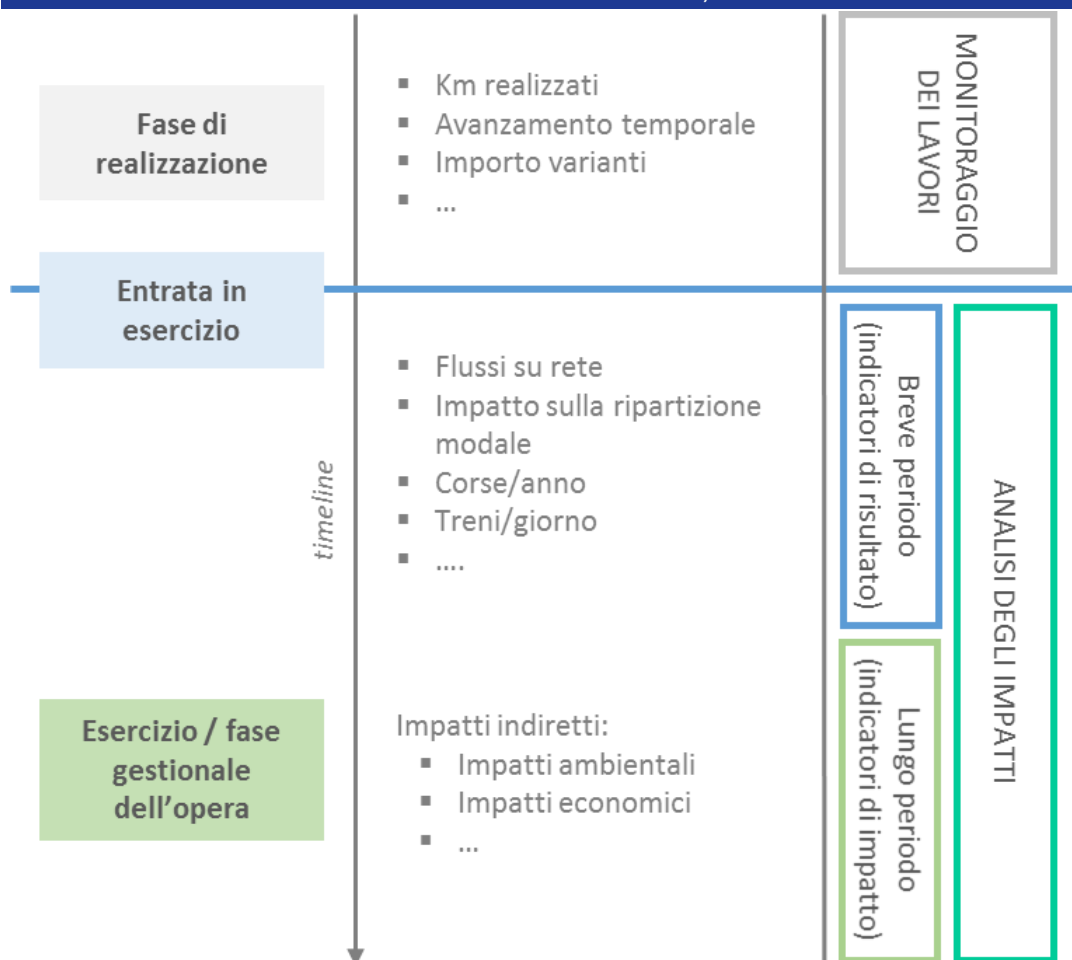 Fase di
realizzazione
▪ Km realizzati
▪ Avanzamento temporale
▪ Importo varianti
▪ ...
MONITORAGGIO
DEI LAVORI
Entrata in
esercizio
timeline
▪ Flussi su rete
▪ Impatto sulla ripartizione
modale
▪ Corse/anno
▪ Treni/giorno
▪ ....
Breve periodo
(indicatori di risultato)
ANALISI DEGLI IMPATTI
Esercizio / fase
gestionale
dell’opera
Impatti indiretti:
▪ Impatti ambientali
▪ Impatti economici
▪ ...
Lungo periodo
(indicatori di impatto)